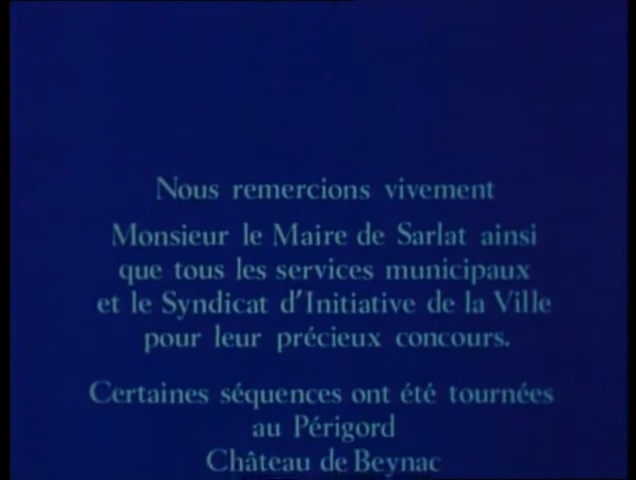 Nous remercions vivement
Monsieur le Maire de Sarlat ainsi
que tous les services municipaux
et le Syndicat d'Initiative de la Ville
pour leur précieux concours.
Certaines séquences ont été tournées
au Périgord
Château de Beynac